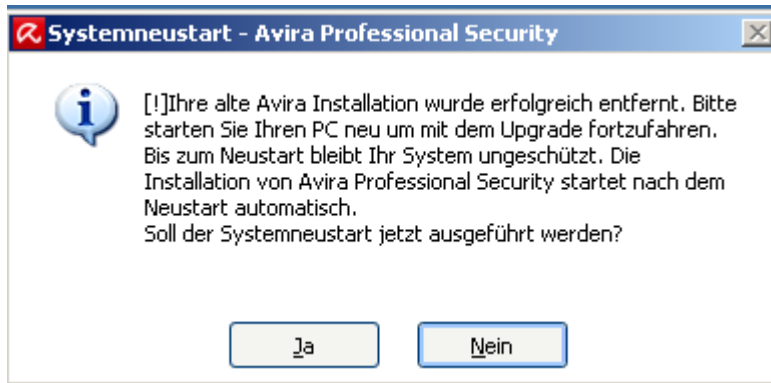 Systemneustart - Avira Professional Security
[!]Ihre alte Avira Installation wurde erfolgreich entfernt. Bitte
starten Sie Ihren PC neu um mit dem Upgrade fortzufahren.
Bis zum Neustart bleibt Ihr System ungeschützt. Die
Installation von Avira Professional Security startet nach dem
Neustart automatisch.
Soll der Systemneustart jetzt ausgeführt werden?
Ja
Nein